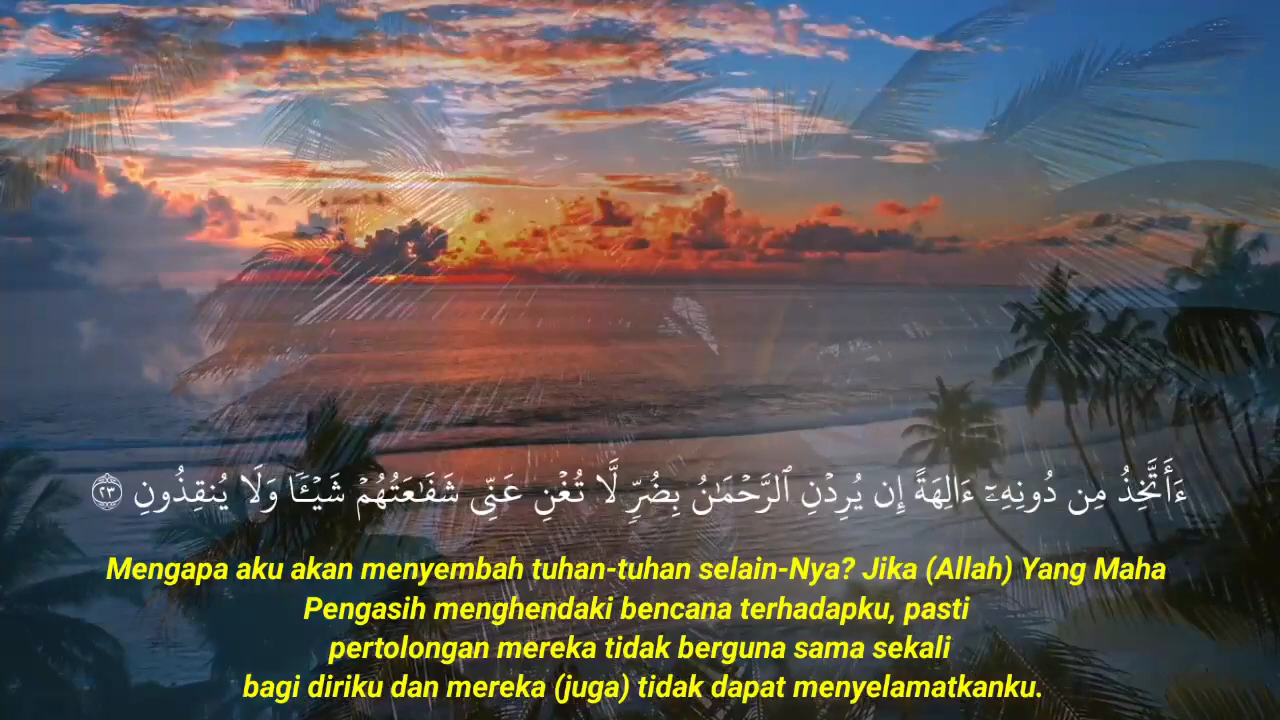 ءَأَتَّخِذُ مِن دُونِهِۦٓ ءَالِهَةً إِن يُرِدْنِ ٱلرَّحْمَـٰنُ بِضُرٍّ لَّا تُغْنِ عَنِّى شَفَـٰعَتُهُمْ شَيْـًٔا وَلَا يُنقِذُونِ ٢٣
Mengapa aku akan menyembah tuhan-tuhan selain-Nya? Jika (Allah) Yang Maha
Pengasih menghendaki bencana terhadapku, pasti
pertolongan mereka tidak berguna sama sekali
bagi diriku dan mereka (juga) tidak dapat menyelamatkanku.